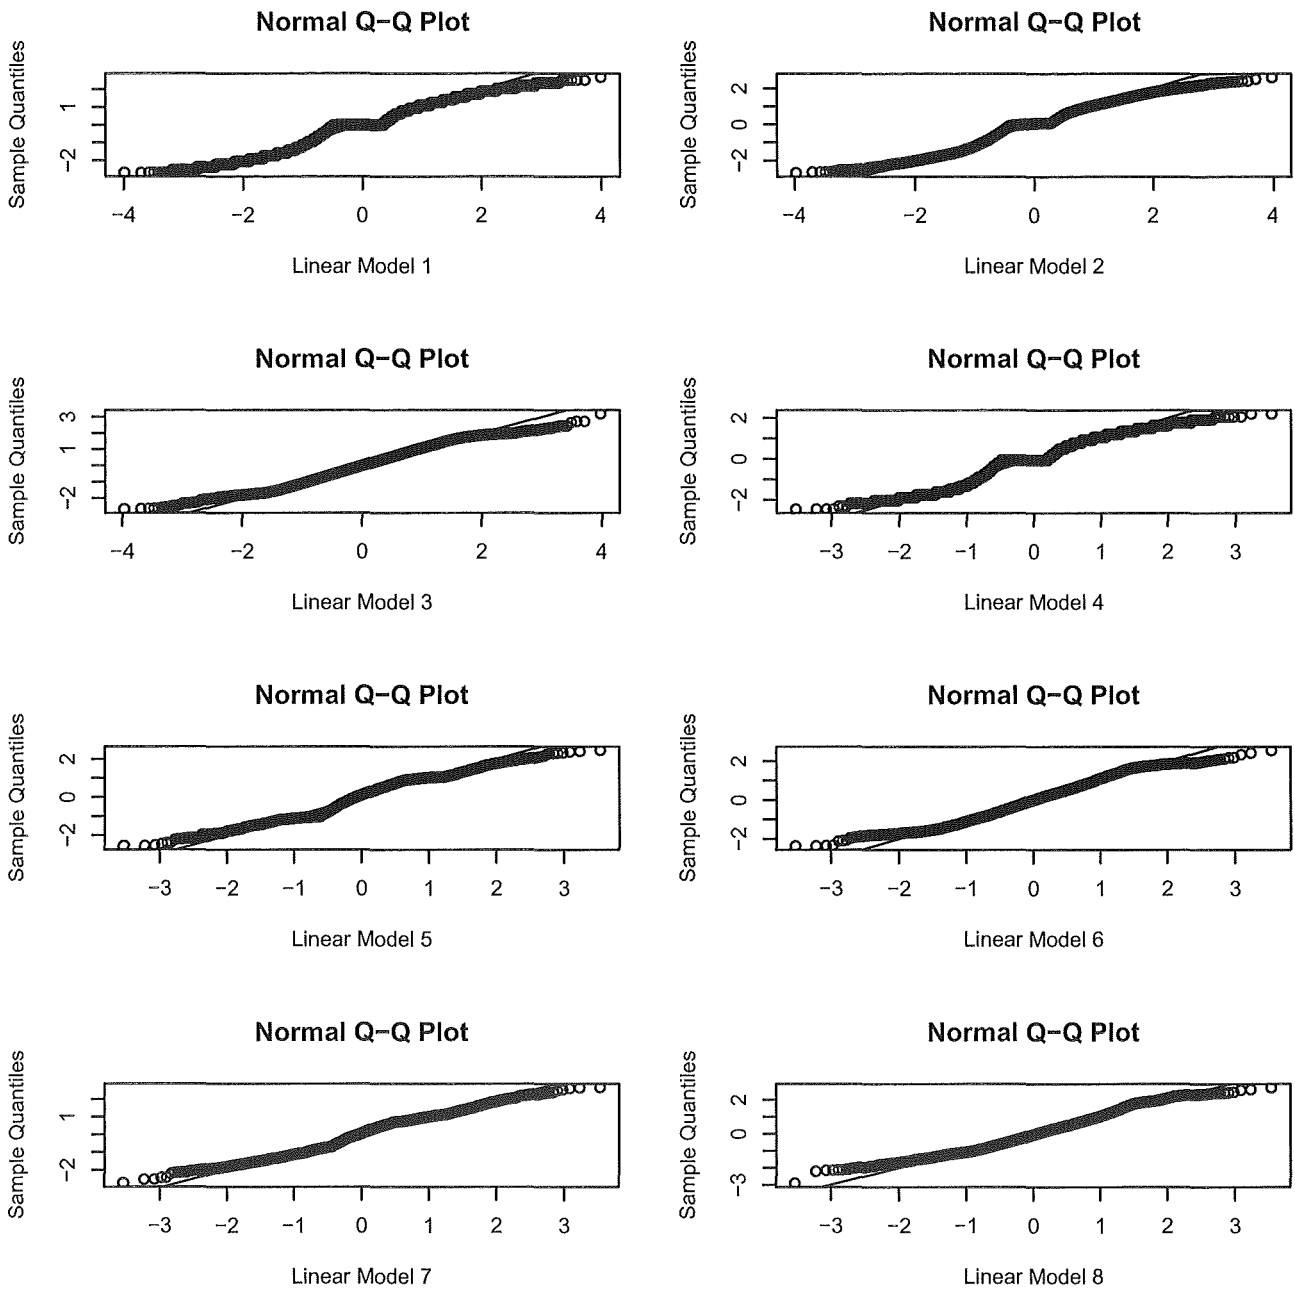 Normal Q−Q Plot
Sample Quantiles
1
−2
−4 −2 0 2 4
Linear Model 1
Normal Q−Q Plot
Sample Quantiles
2
0
−2
−4 −2 0 2 4
Linear Model 2
Normal Q−Q Plot
Sample Quantiles
3
1
−2
−4 −2 0 2 4
Linear Model 3
Normal Q−Q Plot
Sample Quantiles
2
0
−2
−3 −2 −1 0 1 2 3
Linear Model 4
Normal Q−Q Plot
Sample Quantiles
2
0
−2
−3 −2 −1 0 1 2 3
Linear Model 5
Normal Q−Q Plot
Sample Quantiles
2
0
−2
−3 −2 −1 0 1 2 3
Linear Model 6
Normal Q−Q Plot
Sample Quantiles
1
−2
−3 −2 −1 0 1 2 3
Linear Model 7
Normal Q−Q Plot
Sample Quantiles
2
0
−3
−3 −2 −1 0 1 2 3
Linear Model 8